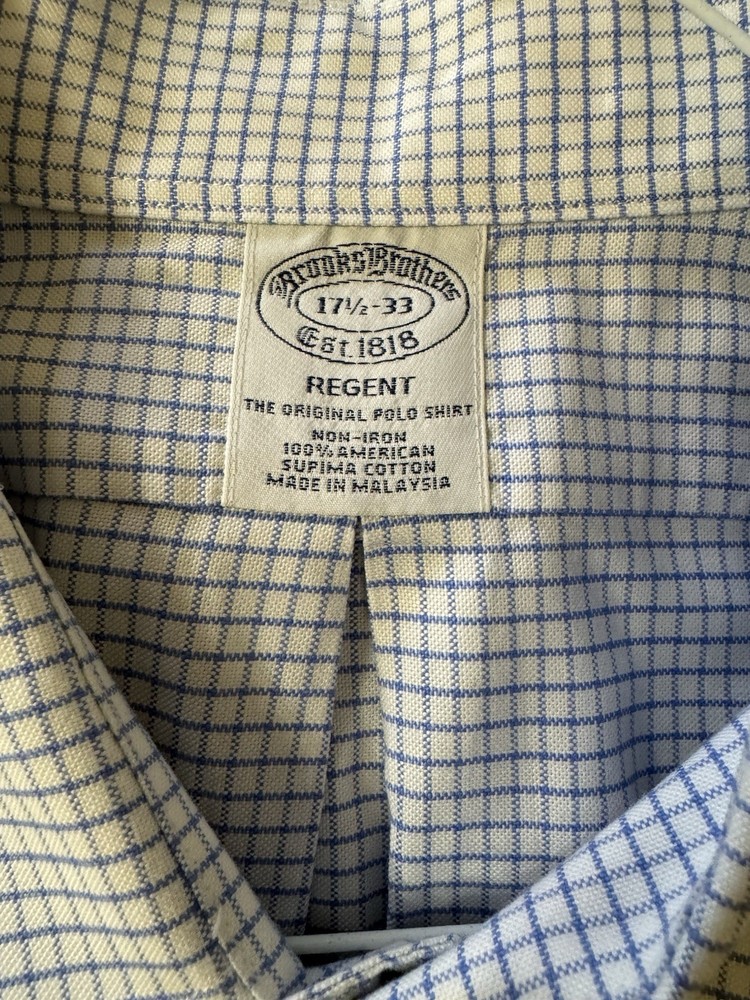 Brooks Brothers
17½-33
Est. 1818
REGENT
THE ORIGINAL POLO SHIRT
NON-IRON
100% AMERICAN
SUPIMA COTTON
MADE IN MALAYSIA